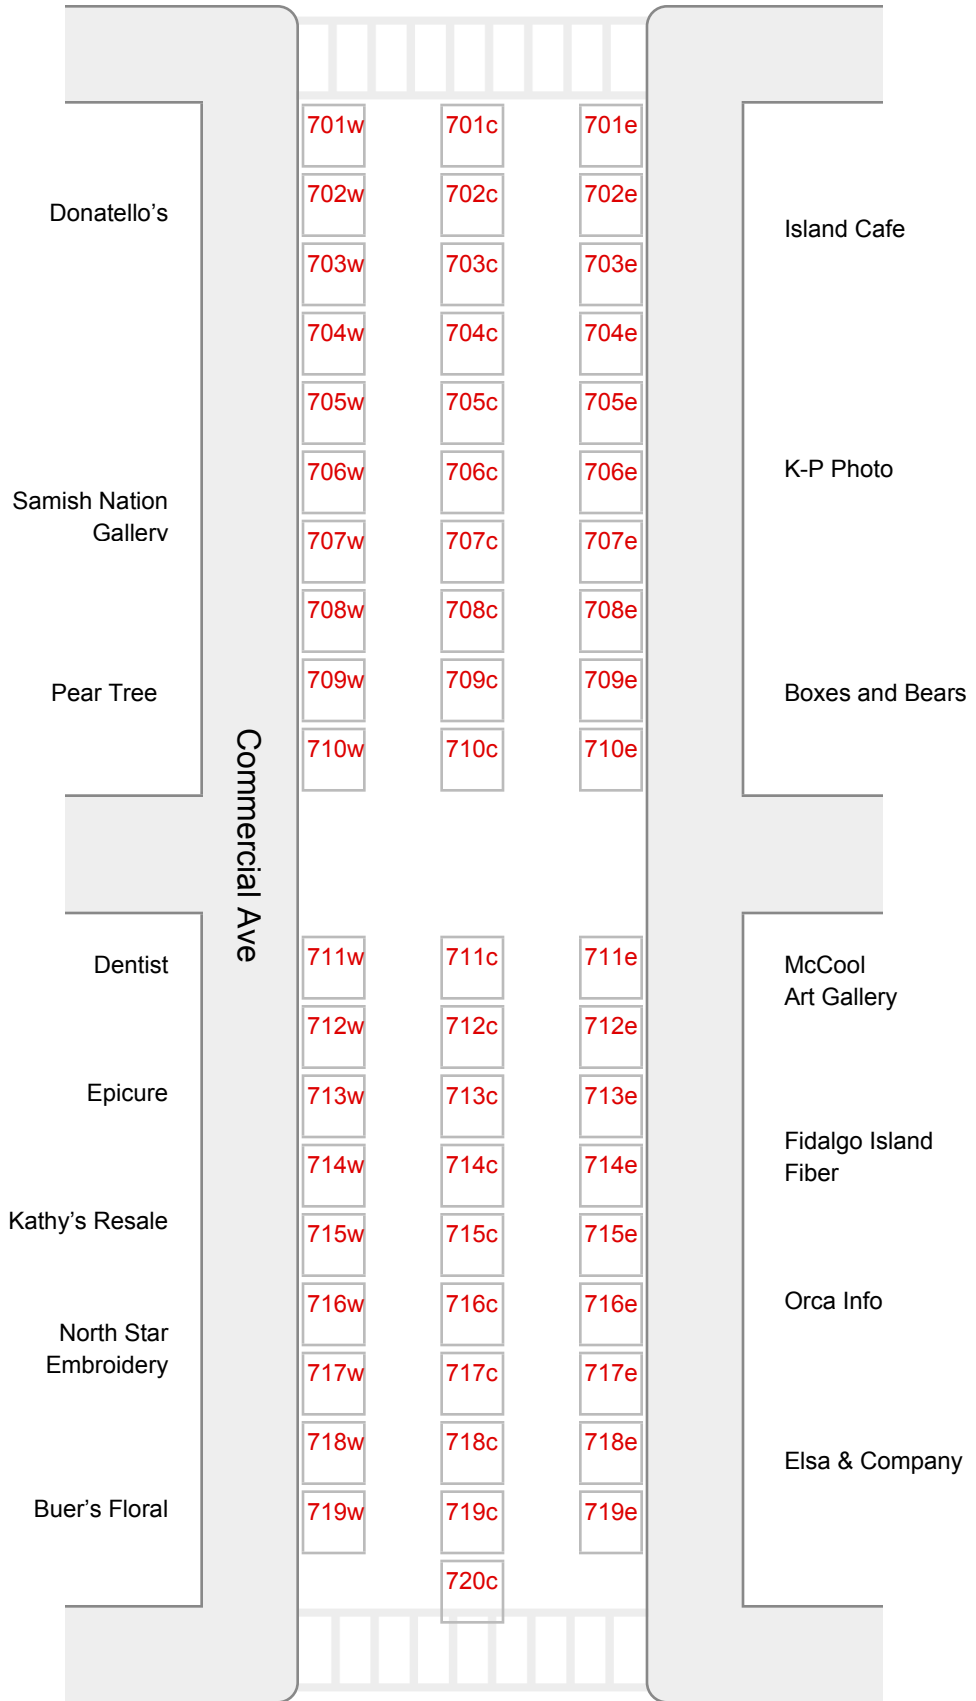 701w 701c 701e
702w 702c 702e
Donatello's
Island Cafe
703w 703c 703e
704w 704c 704e
705w 705c 705e
706w 706c 706e
K-P Photo
Samish Nation
Gallery
707w 707c 707e
708w 708c 708e
709w 709c 709e
Pear Tree
Boxes and Bears
710w 710c 710e
Commercial Ave
711w 711c 711e
Dentist
McCool
Art Gallery
712w 712c 712e
Epicure
713w 713c 713e
Fidalgo Island
Fiber
714w 714c 714e
Kathy's Resale
715w 715c 715e
716w 716c 716e
Orca Info
North Star
Embroidery
717w 717c 717e
718w 718c 718e
Elsa & Company
Buer's Floral
719w 719c 719e
720c